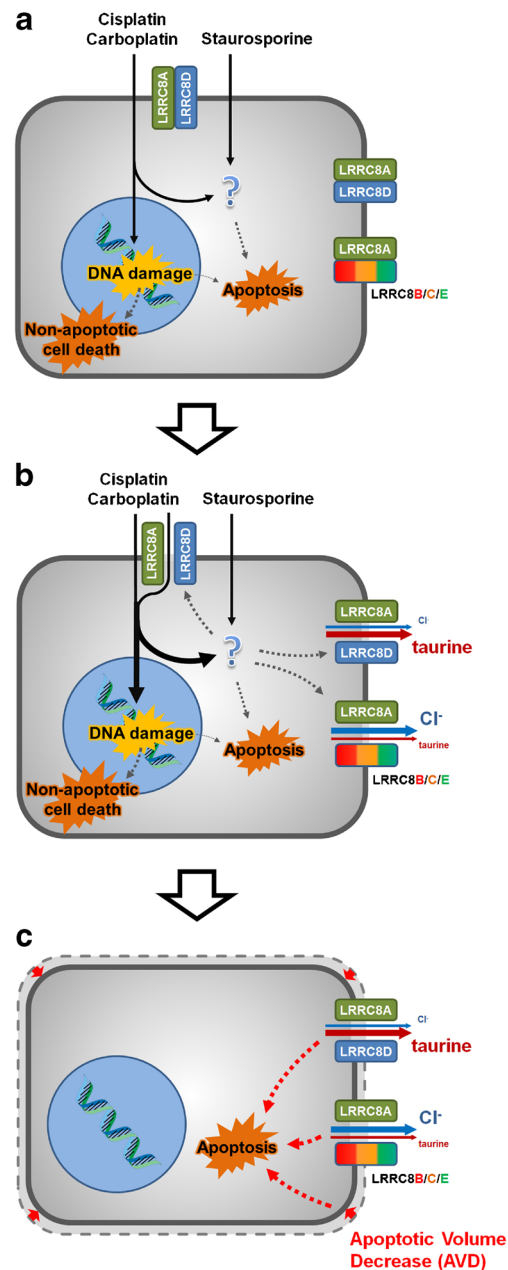 a
Cisplatin
Carboplatin
Staurosporine
LRRC8A
LRRC8D
?
LRRC8A
LRRC8D
LRRC8A
LRRC8B/C/E
DNA damage
Apoptosis
Non-apoptotic
cell death
b
Cisplatin
Carboplatin
Staurosporine
LRRC8A
LRRC8D
?
LRRC8A
Cl-
taurine
LRRC8D
LRRC8A
Cl-
taurine
LRRC8B/C/E
DNA damage
Apoptosis
Non-apoptotic
cell death
c
LRRC8A
Cl-
taurine
LRRC8D
LRRC8A
Cl-
taurine
LRRC8B/C/E
Apoptosis
Apoptotic Volume
Decrease (AVD)